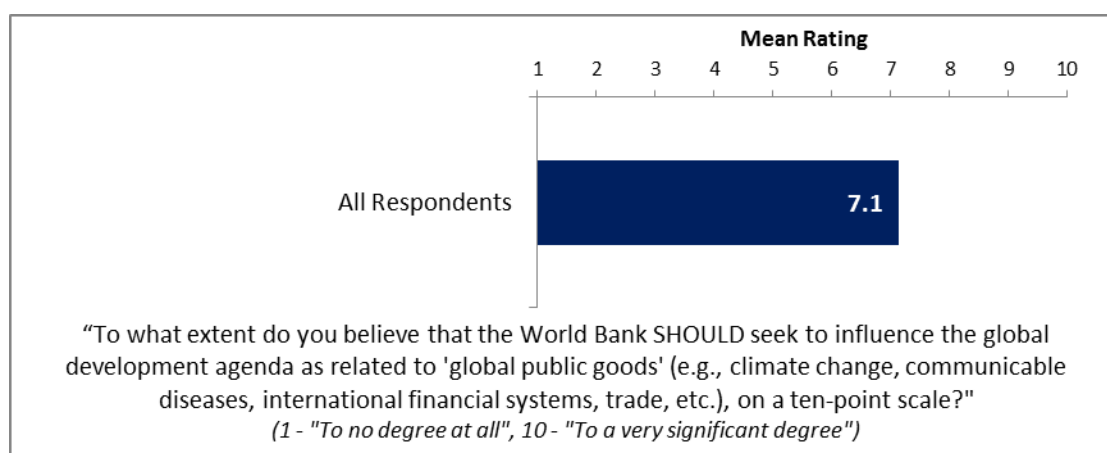 Mean Rating
1 2 3 4 5 6 7 8 9 10
All Respondents 7.1
“To what extent do you believe that the World Bank SHOULD seek to influence the global
development agenda as related to 'global public goods' (e.g., climate change, communicable
diseases, international financial systems, trade, etc.), on a ten-point scale?"
(1 - "To no degree at all", 10 - "To a very significant degree")